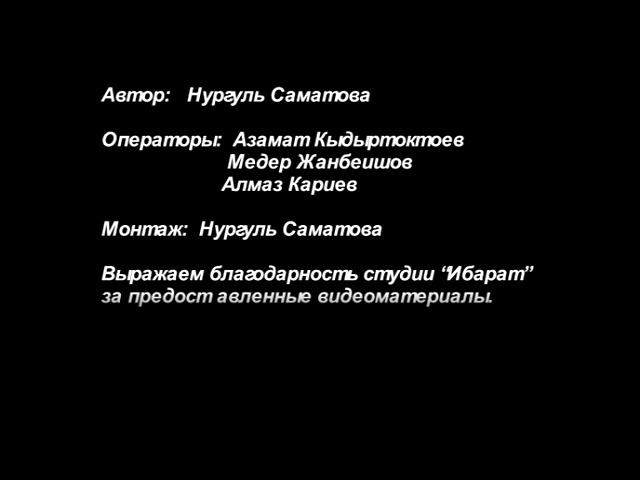 Автор: Нургуль Саматова
Операторы: Азамат Кыдыртоктоев
Медер Жанбеишов
Алмаз Кариев
Монтаж: Нургуль Саматова
Выражаем благодарность студии “Ибарат”
за предост авленные видеоматериалы.